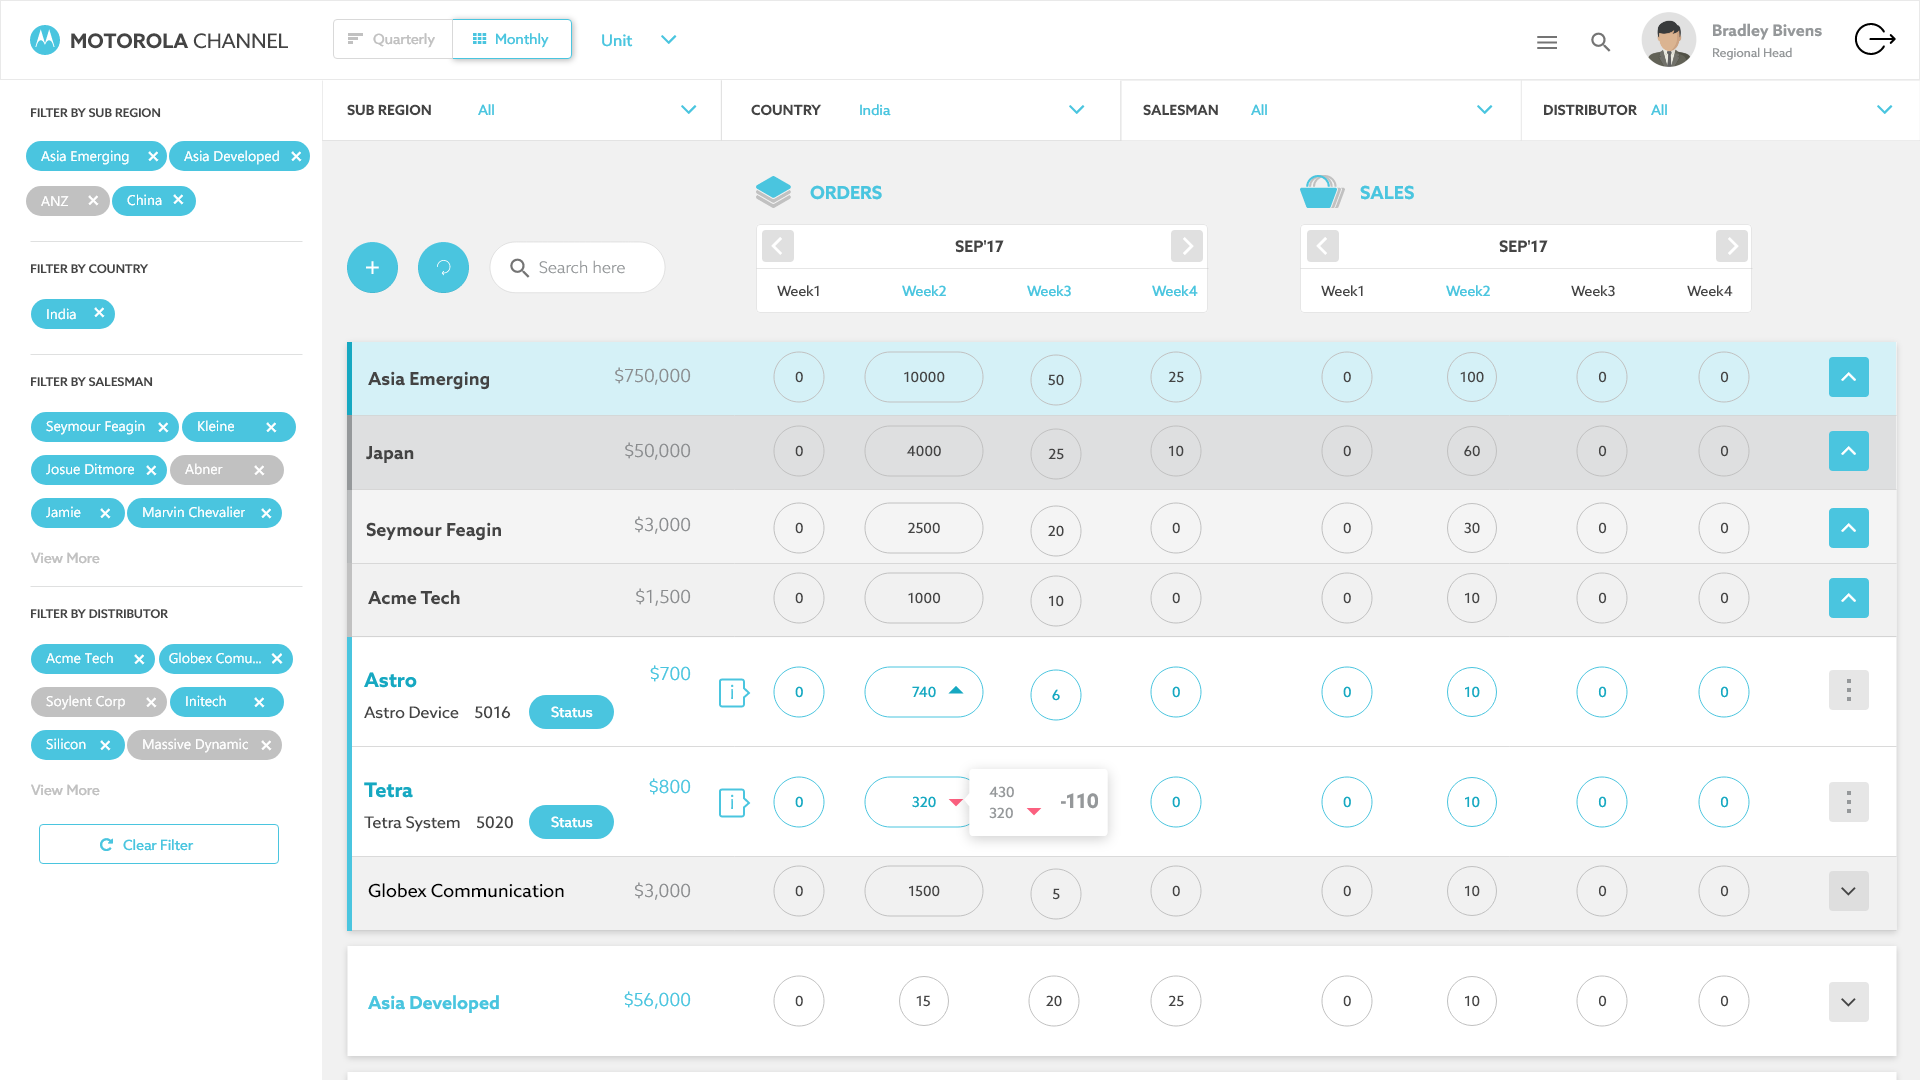 MOTOROLA CHANNEL
Quarterly
Monthly
Unit
Bradley Bivens
Regional Head
FILTER BY SUB REGION
Asia Emerging
Asia Developed
ANZ
China
FILTER BY COUNTRY
India
FILTER BY SALESMAN
Seymour Feagin
Kleine
Josue Ditmore
Abner
Jamie
Marvin Chevalier
View More
FILTER BY DISTRIBUTOR
Acme Tech
Globex Comu...
Soylent Corp
Initech
Silicon
Massive Dynamic
View More
Clear Filter
SUB REGION All
COUNTRY India
SALESMAN All
DISTRIBUTOR All
ORDERS
SALES
Search here
SEP'17
Week1 Week2 Week3 Week4
SEP'17
Week1 Week2 Week3 Week4
Asia Emerging $750,000 0 10000 50 25 0 100 0 0
Japan $50,000 0 4000 25 10 0 60 0 0
Seymour Feagin $3,000 0 2500 20 0 0 30 0 0
Acme Tech $1,500 0 1000 10 0 0 10 0 0
Astro $700 i 0 740 6 0 0 10 0 0
Astro Device 5016 Status
Tetra $800 i 0 320 0 0 10 0 0
Tetra System 5020 Status
430
320
-110
Globex Communication $3,000 0 1500 5 0 0 10 0 0
Asia Developed $56,000 0 15 20 25 0 10 0 0